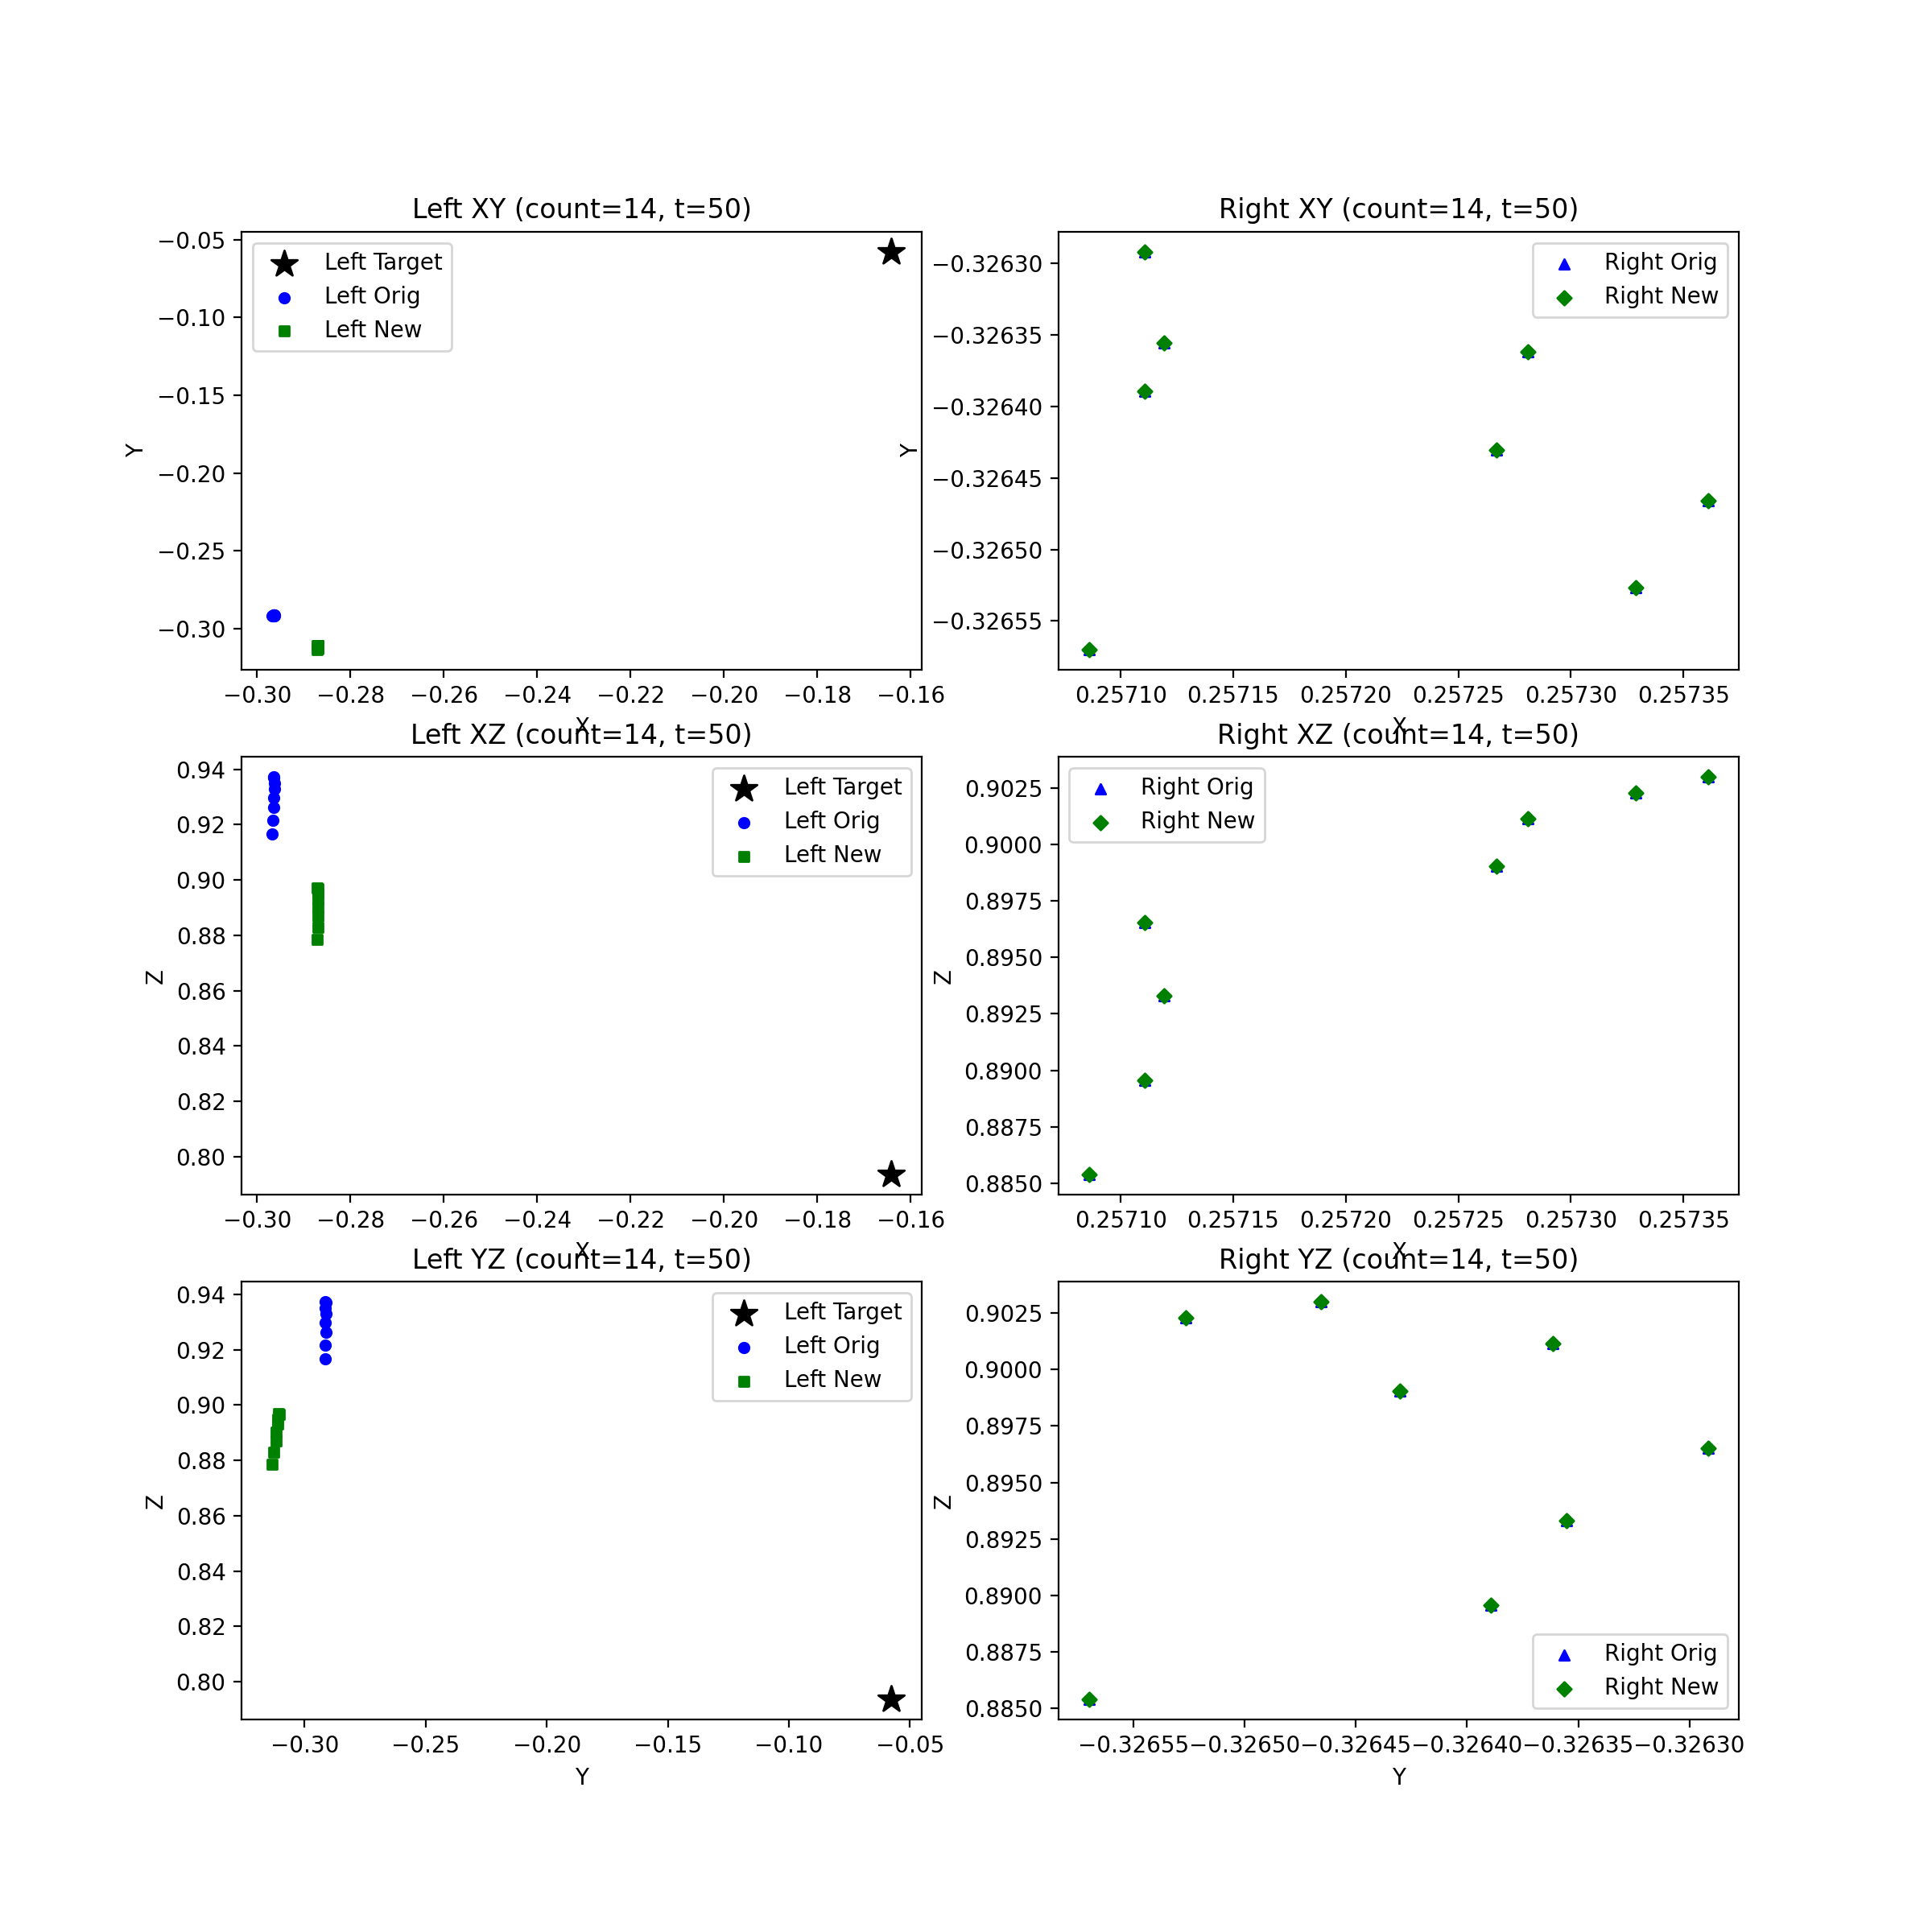 Left XY (count=14, t=50)
−0.05
−0.10
−0.15
−0.20
−0.25
−0.30
Y
Left Target
Left Orig
Left New
−0.30 −0.28 −0.26 −0.24 −0.22 −0.20 −0.18 −0.16
X
Right XY (count=14, t=50)
−0.32630
−0.32635
−0.32640
−0.32645
−0.32650
−0.32655
Y
Right Orig
Right New
0.25710 0.25715 0.25720 0.25725 0.25730 0.25735
X
Left XZ (count=14, t=50)
0.94
0.92
0.90
0.88
0.86
0.84
0.82
0.80
Z
Left Target
Left Orig
Left New
−0.30 −0.28 −0.26 −0.24 −0.22 −0.20 −0.18 −0.16
X
Right XZ (count=14, t=50)
0.9025
0.9000
0.8975
0.8950
0.8925
0.8900
0.8875
0.8850
Z
Right Orig
Right New
0.25710 0.25715 0.25720 0.25725 0.25730 0.25735
X
Left YZ (count=14, t=50)
0.94
0.92
0.90
0.88
0.86
0.84
0.82
0.80
Z
Left Target
Left Orig
Left New
−0.30 −0.25 −0.20 −0.15 −0.10 −0.05
Y
Right YZ (count=14, t=50)
0.9025
0.9000
0.8975
0.8950
0.8925
0.8900
0.8875
0.8850
Z
Right Orig
Right New
−0.32655 −0.32650 −0.32645 −0.32640 −0.32635 −0.32630
Y